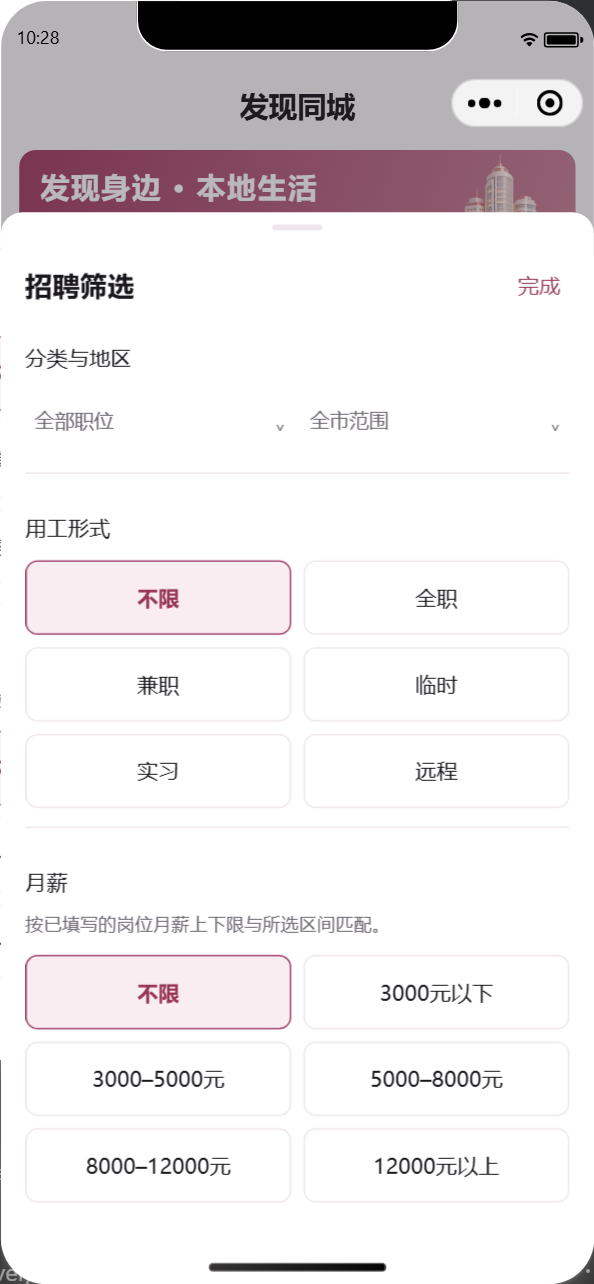 10:28
发现同城
发现身边·本地生活
招聘筛选
完成
分类与地区
全部职位
全市范围
用工形式
不限
全职
兼职
临时
实习
远程
月薪
按已填写的岗位月薪上下限与所选区间匹配。
不限
3000元以下
3000–5000元
5000–8000元
8000–12000元
12000元以上